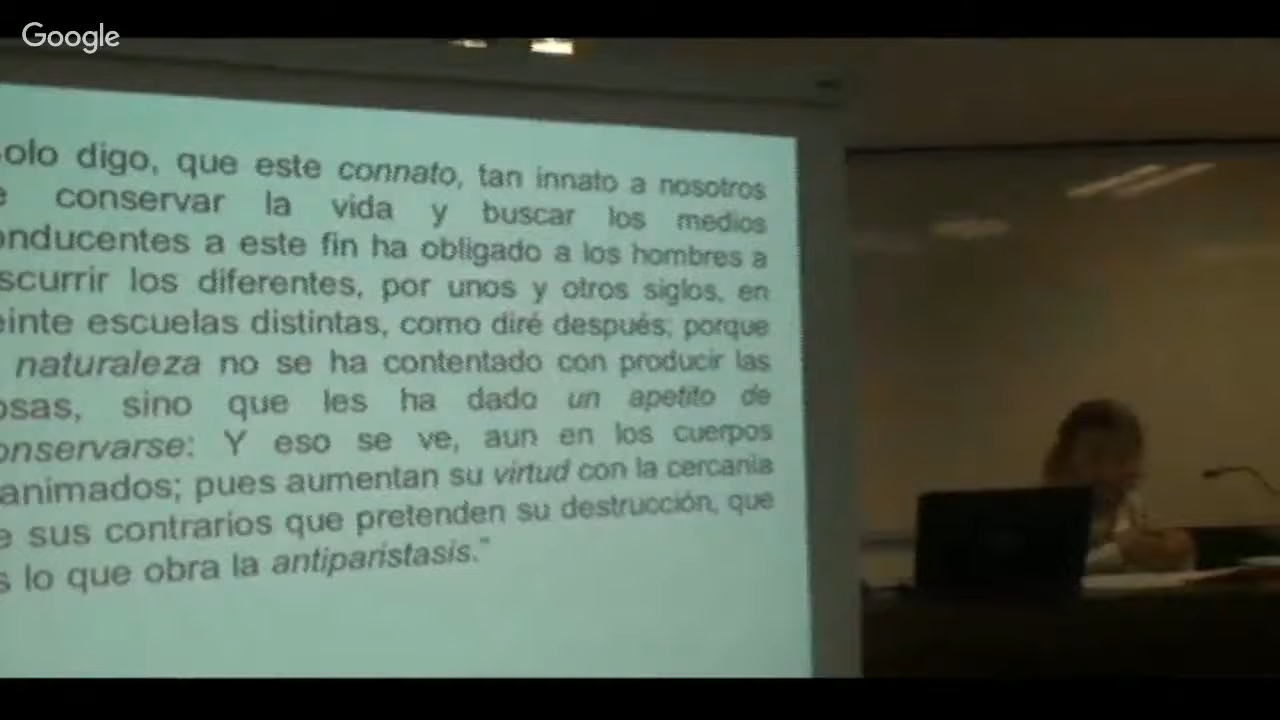 Google
olo digo, que este connato, tan innato a nosotros
e conservar la vida y buscar los medios
onducentes a este fin ha obligado a los hombres a
scurrir los diferentes, por unos y otros siglos, en
einte escuelas distintas, como diré después; porque
naturaleza no se ha contentado con producir las
osas, sino que les ha dado un apetito de
onservarse: Y eso se ve, aun en los cuerpos
animados; pues aumentan su virtud con la cercania
e sus contrarios que pretenden su destrucción, que
s lo que obra la antiparistasis."